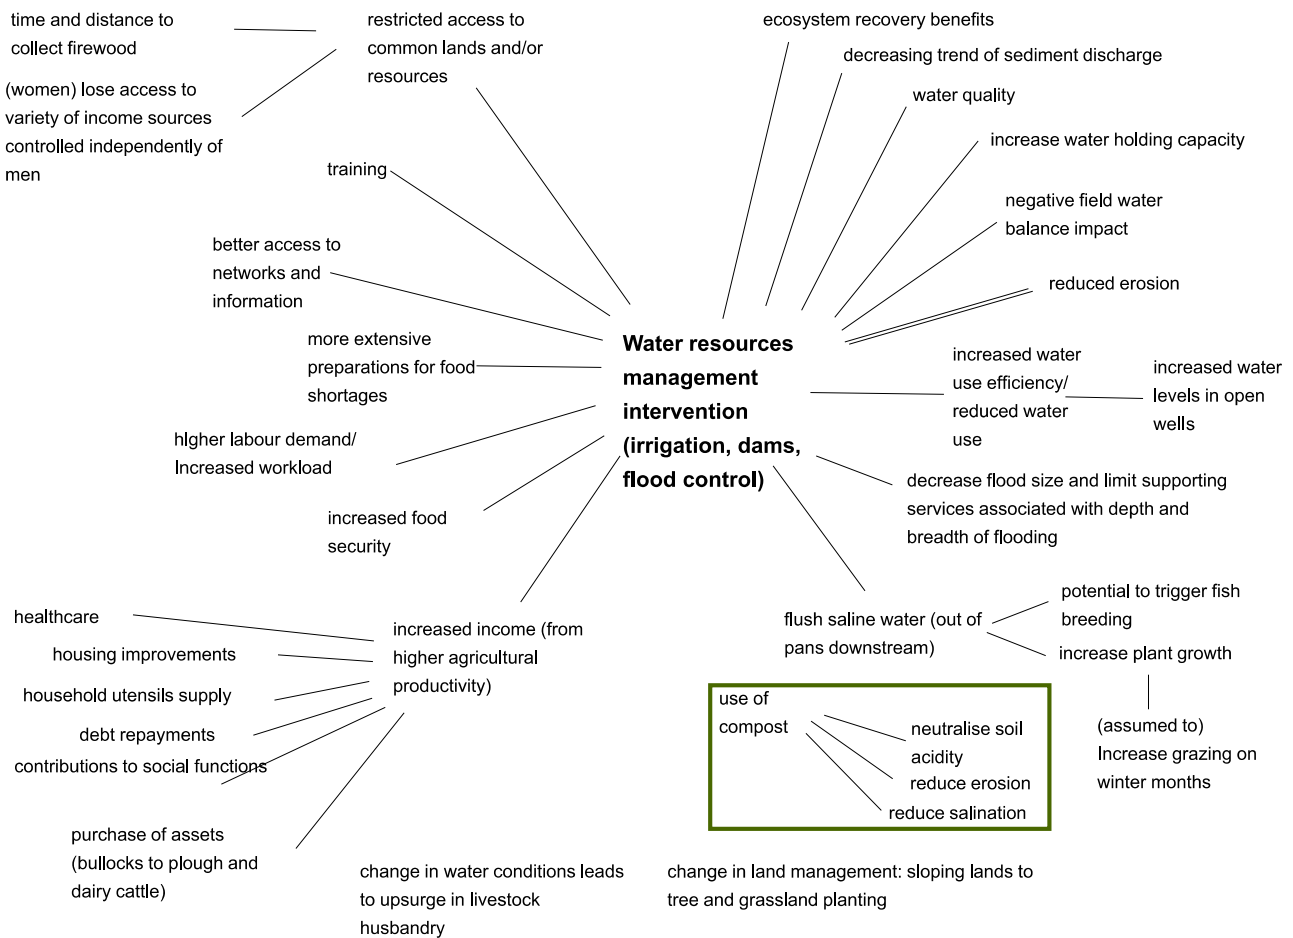 time and distance to
collect firewood
restricted access to
common lands and/or
resources
ecosystem recovery benefits
decreasing trend of sediment discharge
(women) lose access to
variety of income sources
controlled independently of
men
water quality
increase water holding capacity
training
negative field water
balance impact
better access to
networks and
information
reduced erosion
more extensive
preparations for food
shortages
Water resources
management
intervention
(irrigation, dams,
flood control)
increased water
use efficiency/
reduced water
use
increased water
levels in open
wells
hIgher labour demand/
Increased workload
decrease flood size and limit supporting
services associated with depth and
breadth of flooding
increased food
security
healthcare
housing improvements
household utensils supply
debt repayments
contributions to social functions
increased income (from
higher agricultural
productivity)
flush saline water (out of
pans downstream)
potential to trigger fish
breeding
increase plant growth
use of
compost
neutralise soil
acidity
reduce erosion
reduce salination
(assumed to)
Increase grazing on
winter months
purchase of assets
(bullocks to plough and
dairy cattle)
change in water conditions leads
to upsurge in livestock
husbandry
change in land management: sloping lands to
tree and grassland planting